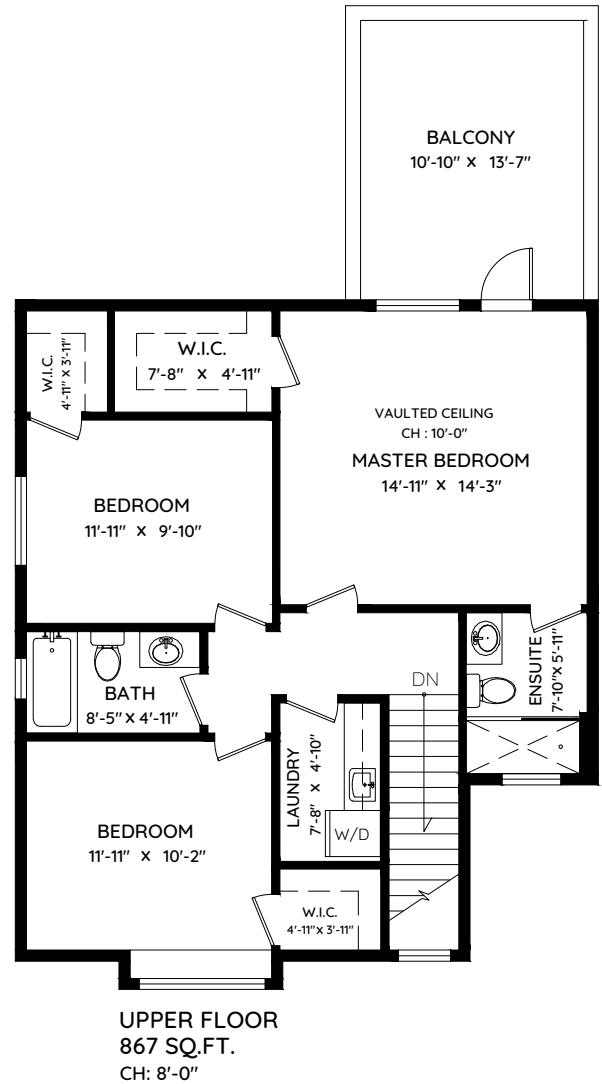 BALCONY
10'-10" x 13'-7"
W.I.C.
4'-11" x 3'-11"
W.I.C.
7'-8" x 4'-11"
VAULTED CEILING
CH : 10'-0"
MASTER BEDROOM
14'-11" x 14'-3"
BEDROOM
11'-11" x 9'-10"
BATH
8'-5" x 4'-11"
DN
ENSUITE
7'-10" x 5'-11"
LAUNDRY
7'-8" x 4'-10"
W/D
BEDROOM
11'-11" x 10'-2"
W.I.C.
4'-11" x 3'-11"
UPPER FLOOR
867 SQ.FT.
CH: 8'-0"